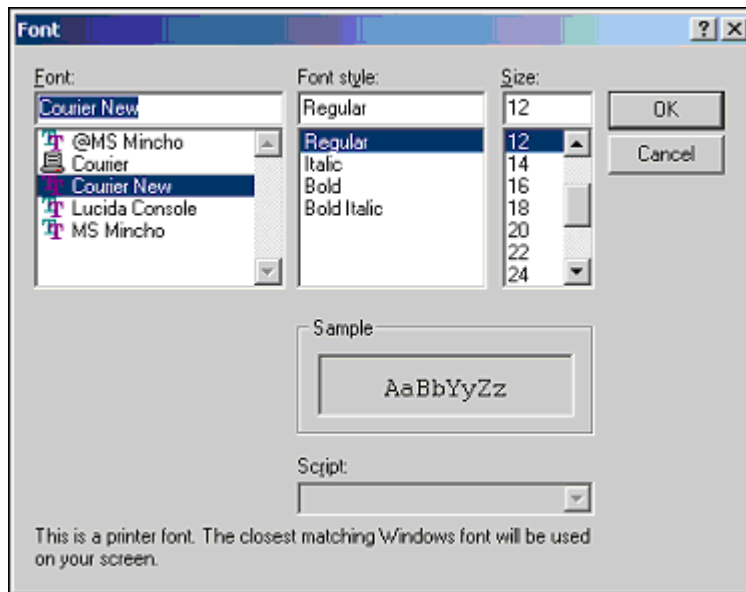 Font
Font:
Font style:
Size:
Courier New
Regular
12
OK
Cancel
@MS Mincho
Courier
Courier New
Lucida Console
MS Mincho
Regular
Italic
Bold
Bold Italic
12
14
16
18
20
22
24
Sample
AaBbYyZz
Script:
This is a printer font. The closest matching Windows font will be used
on your screen.